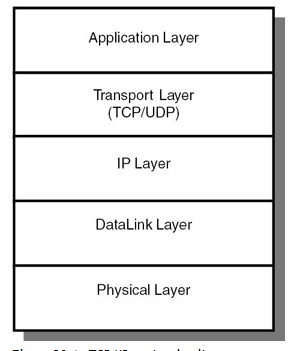 Application Layer
Transport Layer
(TCP/UDP)
IP Layer
DataLink Layer
Physical Layer